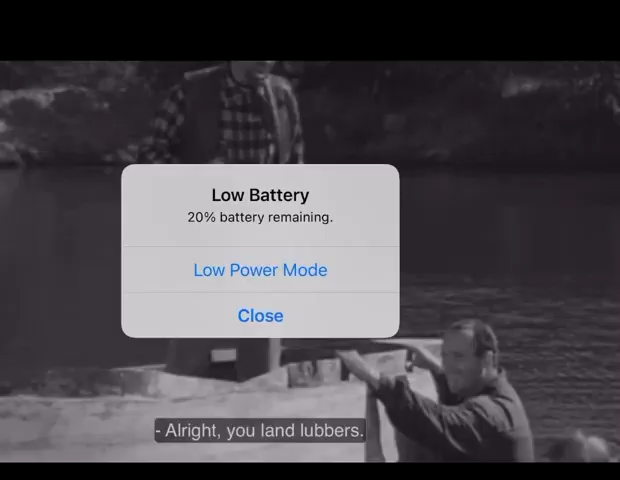 Low Battery
20% battery remaining.
Low Power Mode
Close
- Alright, you land lubbers.